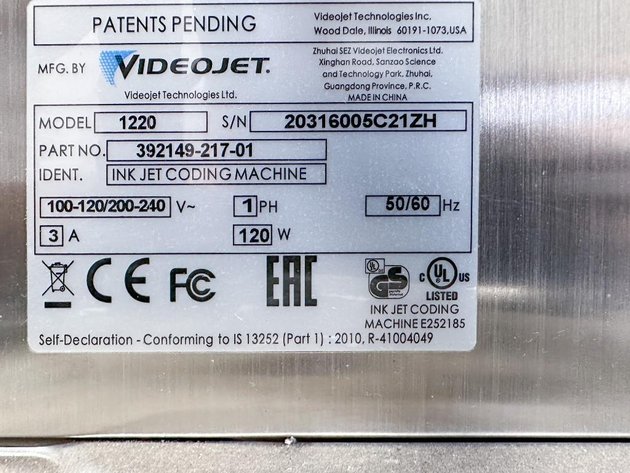 PATENTS PENDING
Videojet Technologies Inc.
Wood Dale, Illinois 60191-1073,USA
MFG. BY
VIDEOJET.
Videojet Technologies Ltd.
Zhuhai SEZ Videojet Electronics Ltd.
Xinghan Road, Sanzao Science
and Technology Park, Zhuhai,
Guangdong Province, P.R.C.
MADE IN CHINA
MODEL 1220 S/N 20316005C21ZH
PART NO. 392149-217-01
IDENT. INK JET CODING MACHINE
100-120/200-240 V~ 1 PH 50/60 Hz
3 A 120 W
CE FC EAC
UL GS
C UL US
LISTED
INK JET CODING
MACHINE E252185
Self-Declaration - Conforming to IS 13252 (Part 1) : 2010, R-41004049